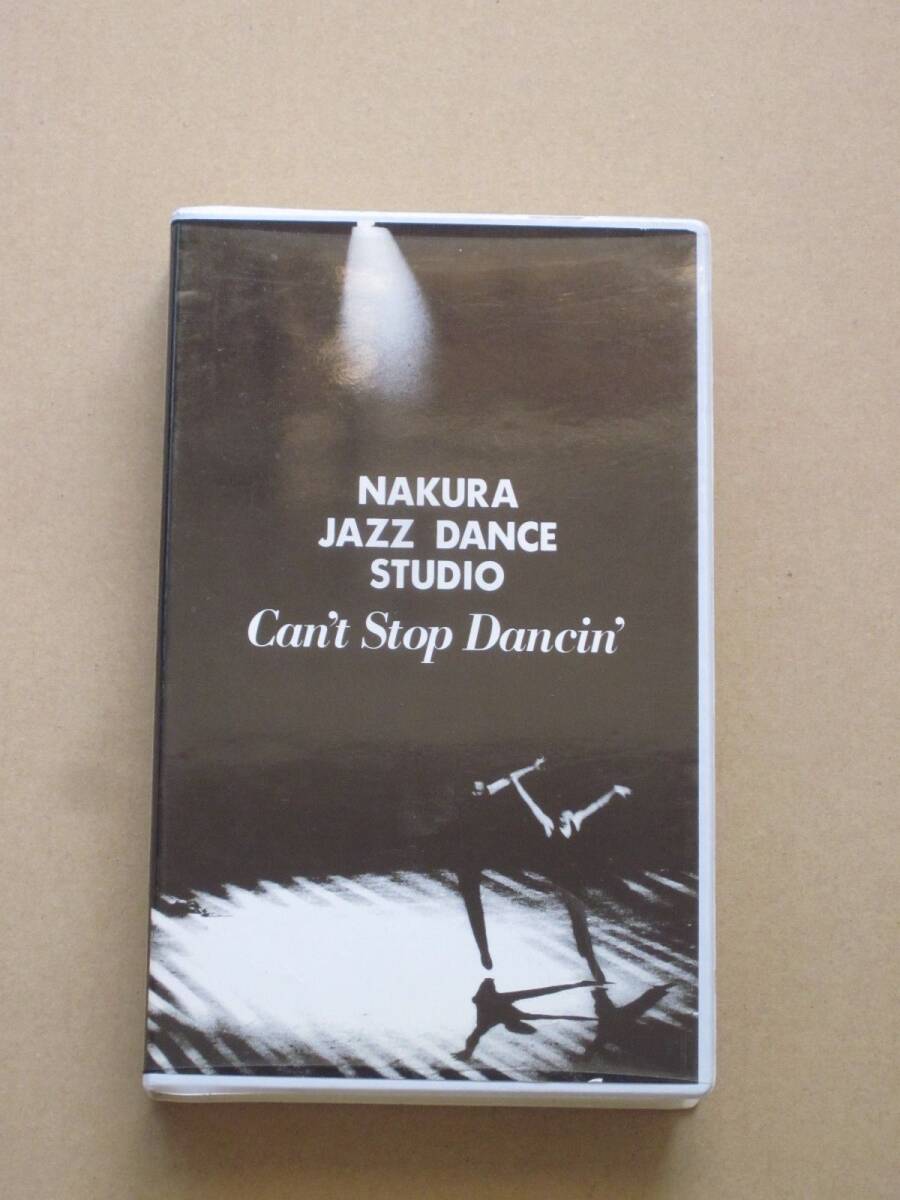 NAKURA
JAZZ DANCE
STUDIO
Can't Stop Dancin'